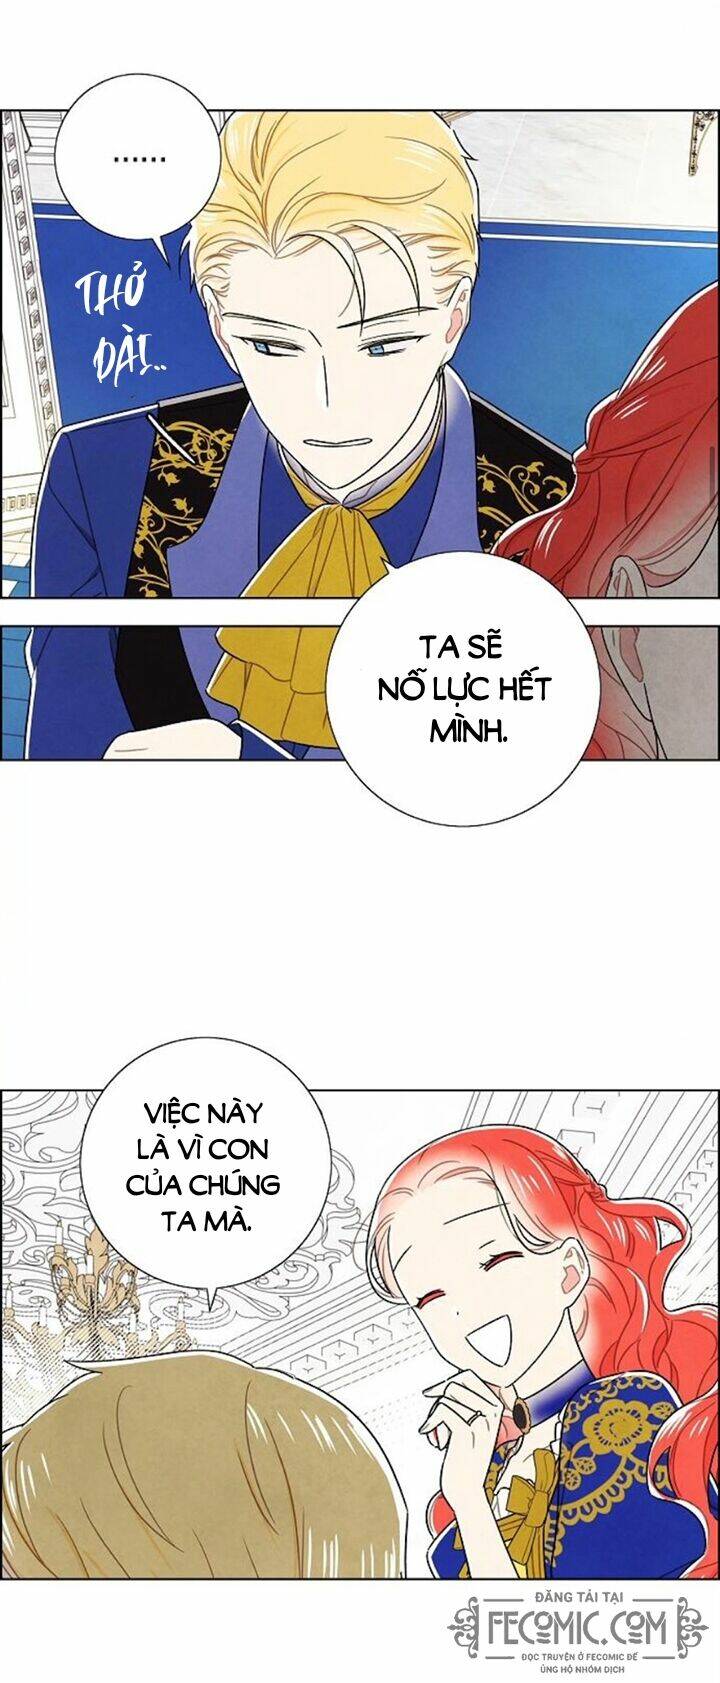 ......
THỞ
DÀI..
TA SẼ
NỖ LỰC HẾT
MÌNH.
VIỆC NÀY
LÀ VÌ CON
CỦA CHÚNG
TA MÀ.
ĐĂNG TẢI TẠI
FECOMIC.COM
ĐỌC TRUYỆN Ở FECOMIC ĐỂ
ỦNG HỘ NHÓM DỊCH